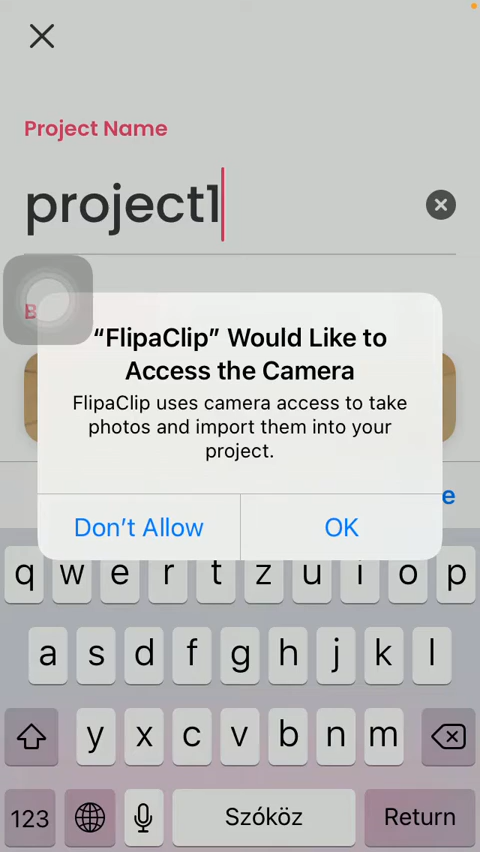 Project Name
project1
B
“FlipaClip” Would Like to
Access the Camera
FlipaClip uses camera access to take
photos and import them into your
project.
e
Don’t Allow
OK
q w e r t z u i o p
a s d f g h j k l
y x c v b n m
123
Szóköz
Return